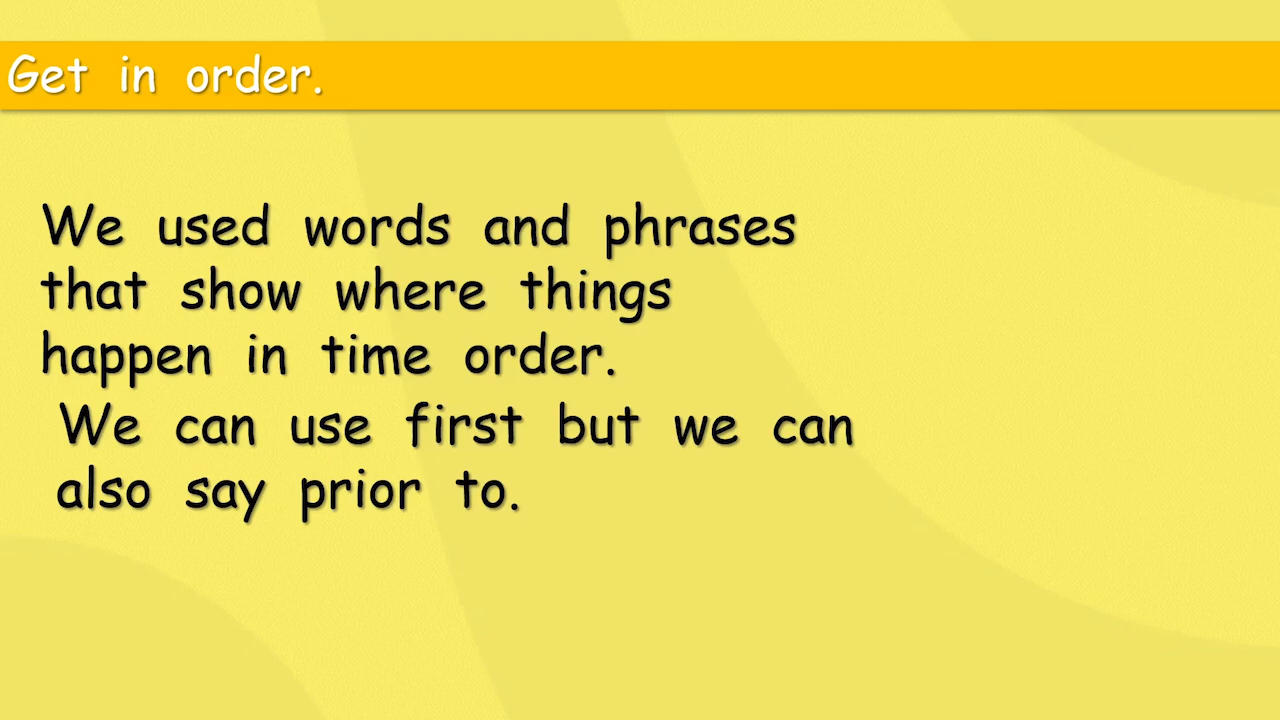 Get in order.
We used words and phrases
that show where things
happen in time order.
We can use first but we can
also say prior to.